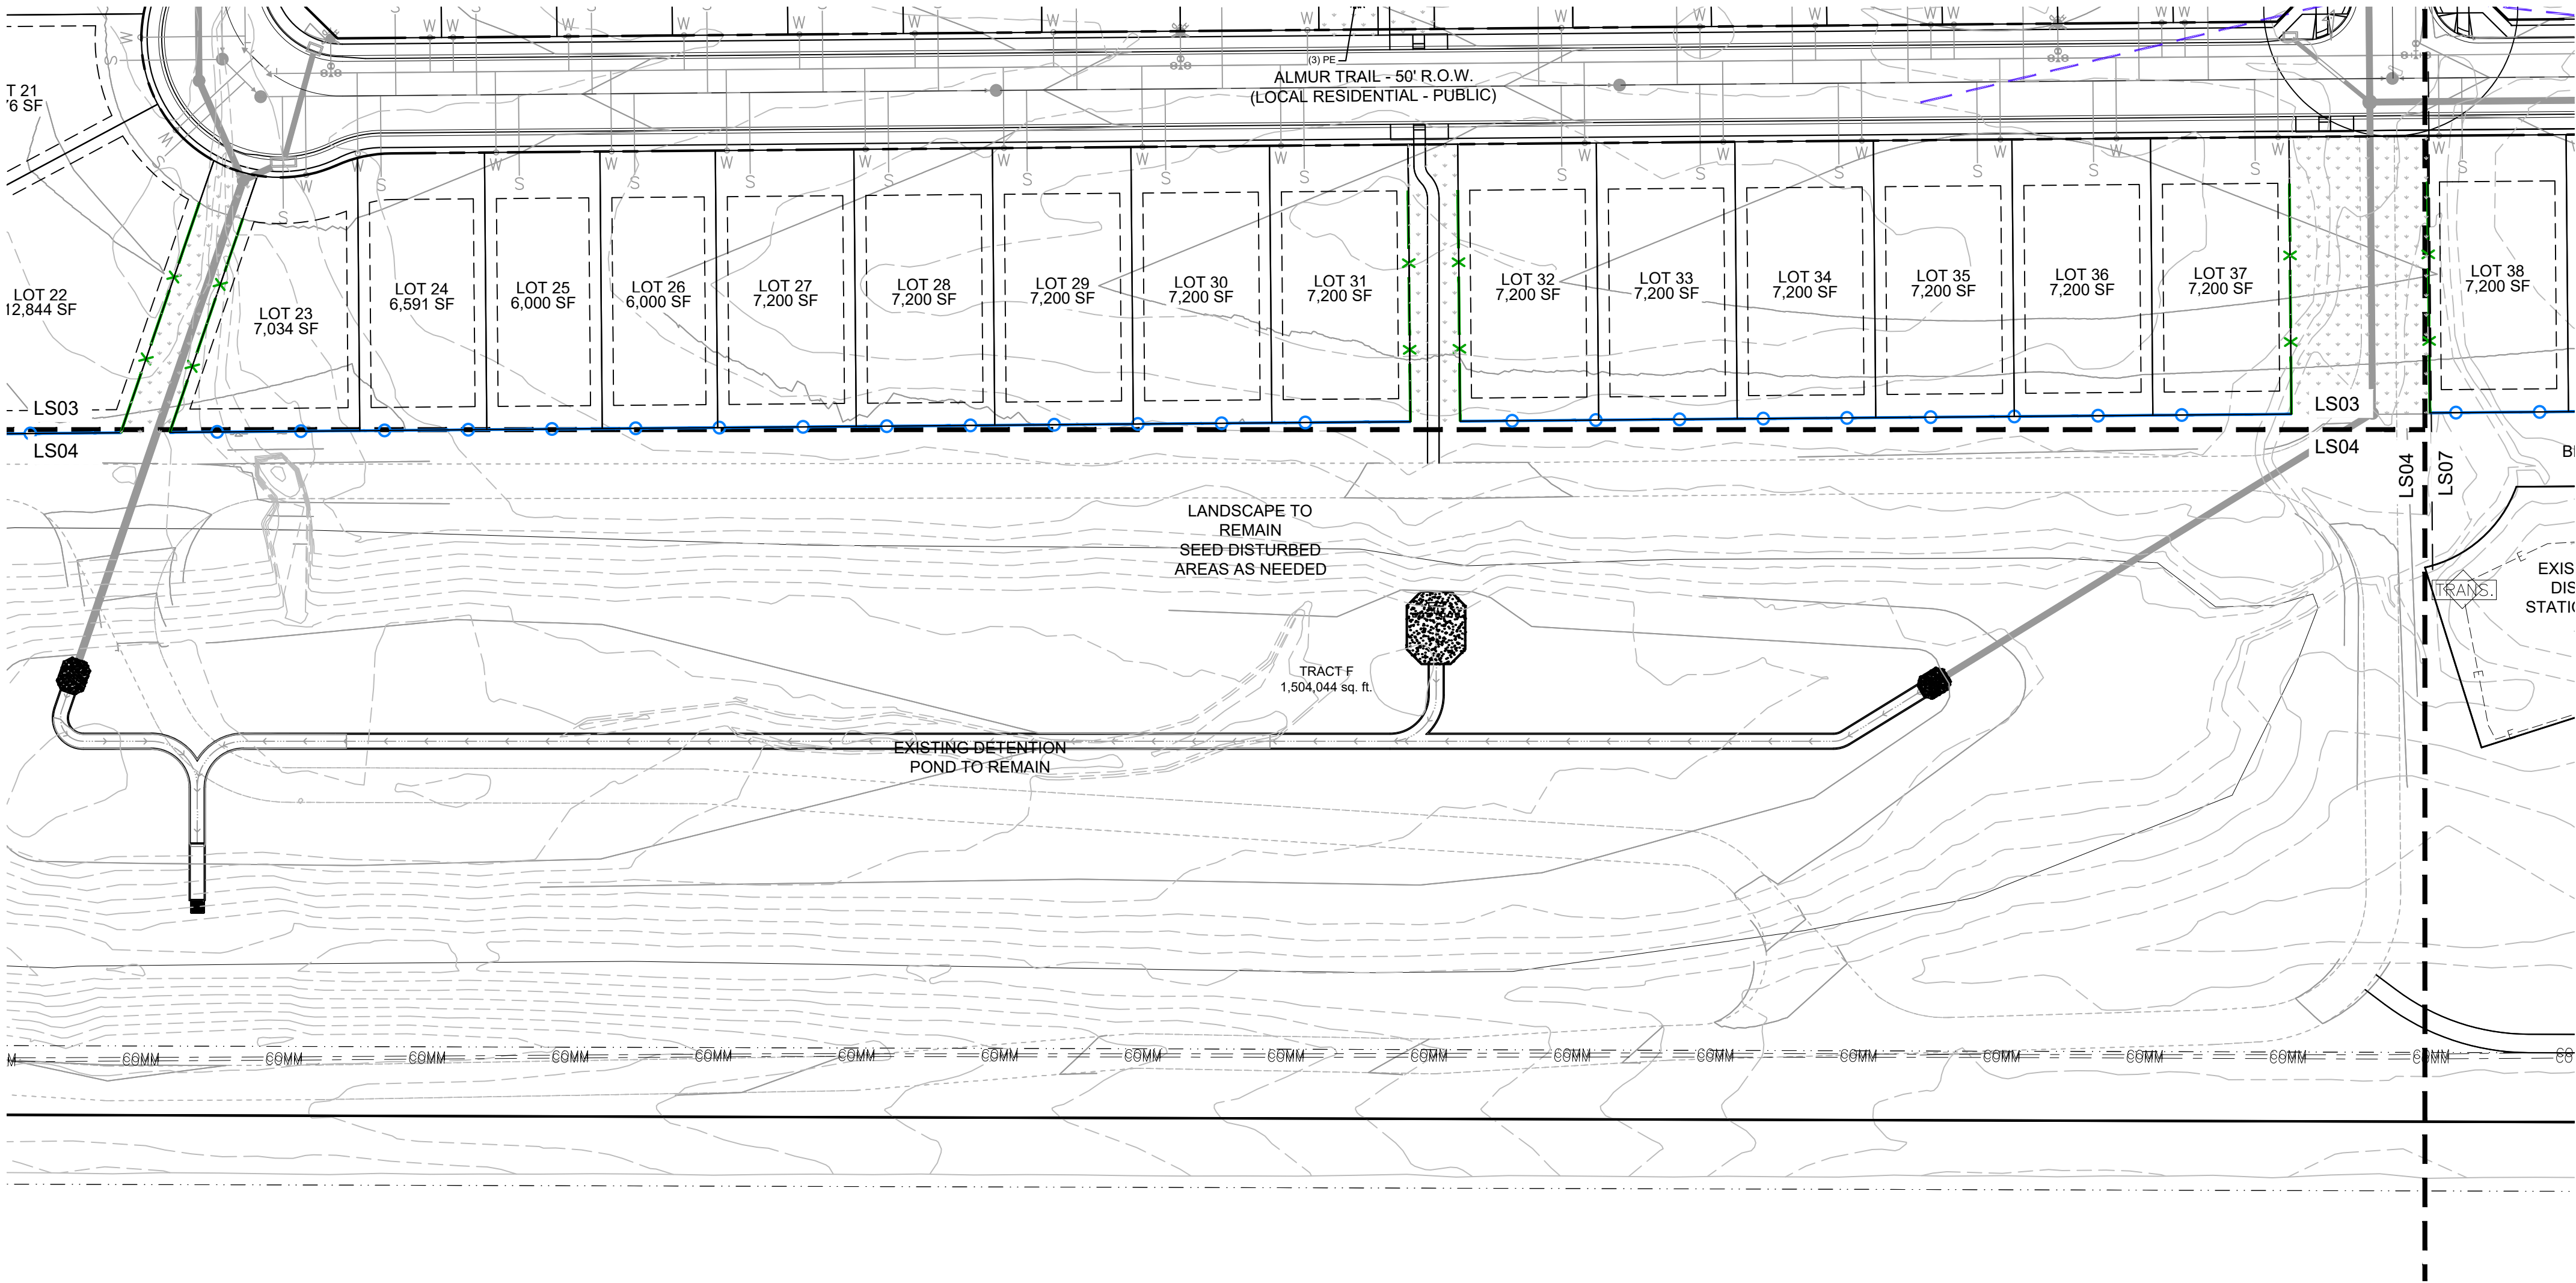 (3) PE
ALMUR TRAIL - 50' R.O.W.
(LOCAL RESIDENTIAL - PUBLIC)
T 21
'6 SF
LOT 22
12,844 SF
LOT 23
7,034 SF
LOT 24
6,591 SF
LOT 25
6,000 SF
LOT 26
6,000 SF
LOT 27
7,200 SF
LOT 28
7,200 SF
LOT 29
7,200 SF
LOT 30
7,200 SF
LOT 31
7,200 SF
LOT 32
7,200 SF
LOT 33
7,200 SF
LOT 34
7,200 SF
LOT 35
7,200 SF
LOT 36
7,200 SF
LOT 37
7,200 SF
LOT 38
7,200 SF
LS03
LS04
LS03
LS04
LS04
LS07
LANDSCAPE TO
REMAIN
SEED DISTURBED
AREAS AS NEEDED
TRANS.
EXIS
DIS
STATIO
TRACT F
1,504,044 sq. ft.
EXISTING DETENTION
POND TO REMAIN
COMM COMM COMM COMM COMM COMM COMM COMM COMM COMM COMM COMM COMM COMM COMM COMM COMM